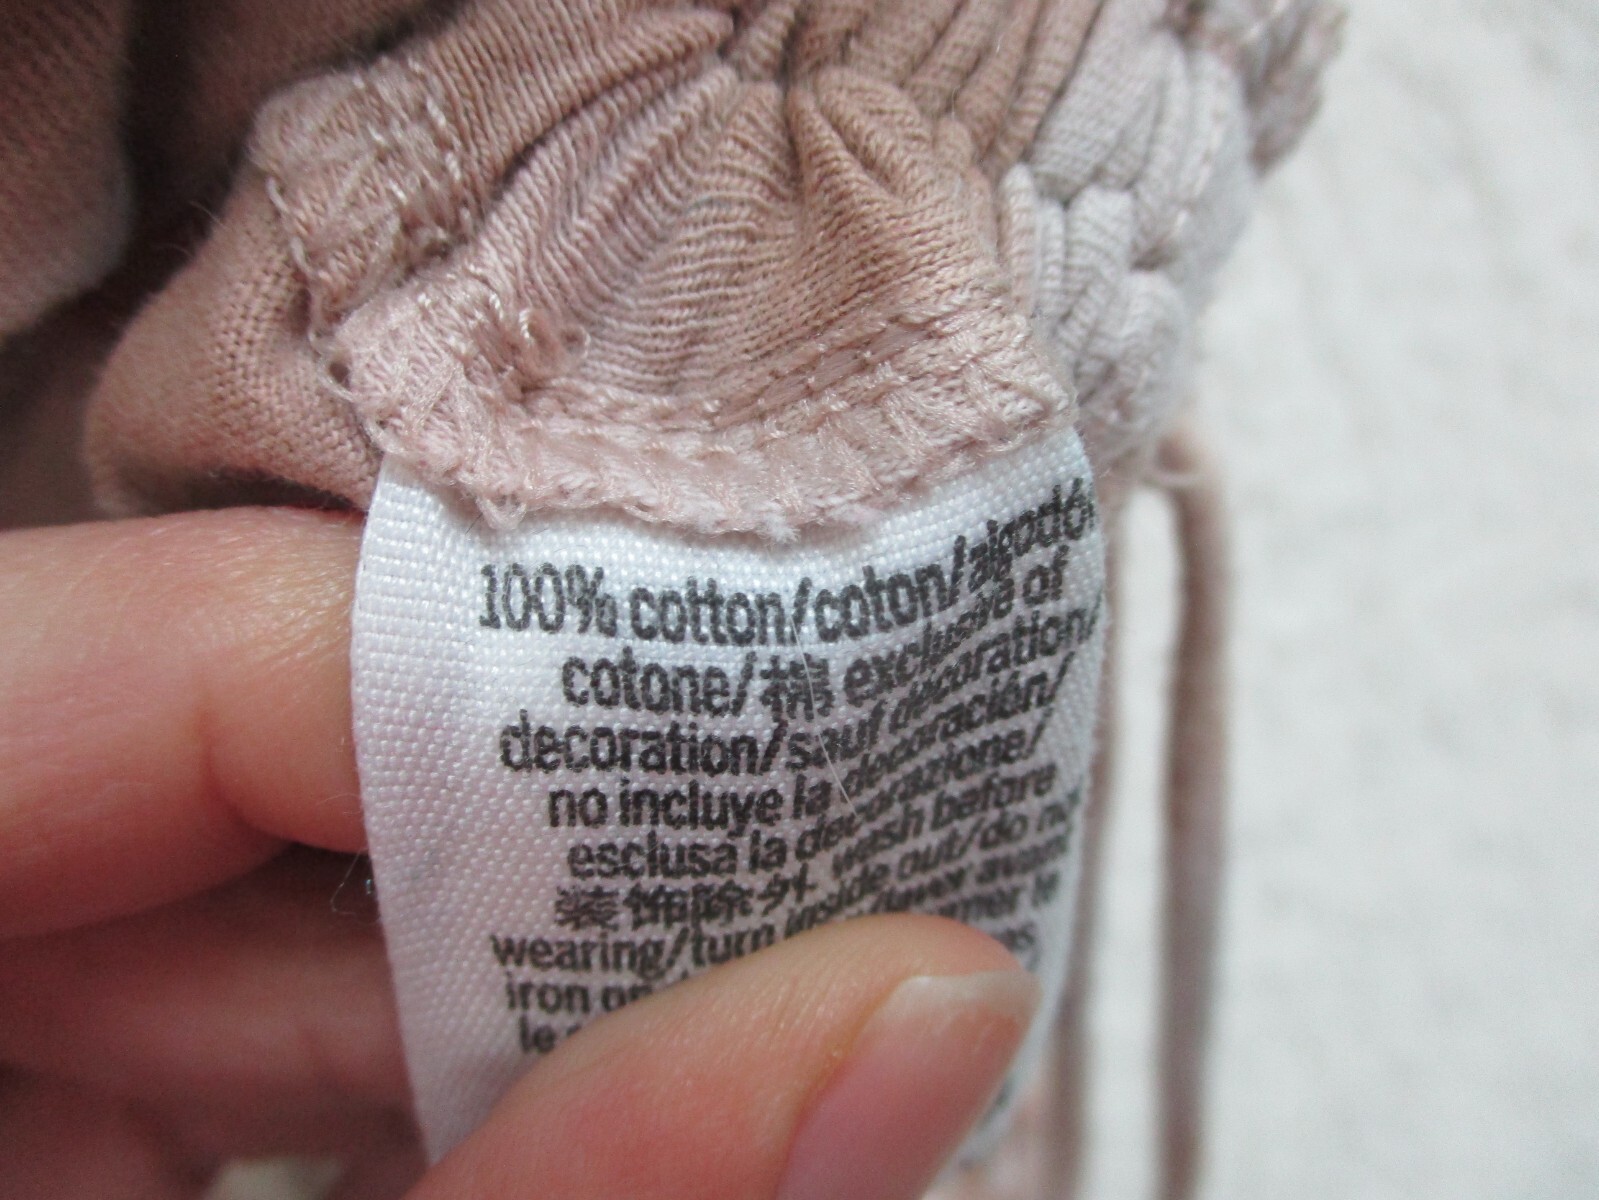 100% cotton/coton/algodón
cotone/棉 exclusive of
decoration/sauf décoration/
no incluye la decoración/
esclusa la decorazione/
装饰除外. wash before
wearing/turn inside out/do not
iron on
le